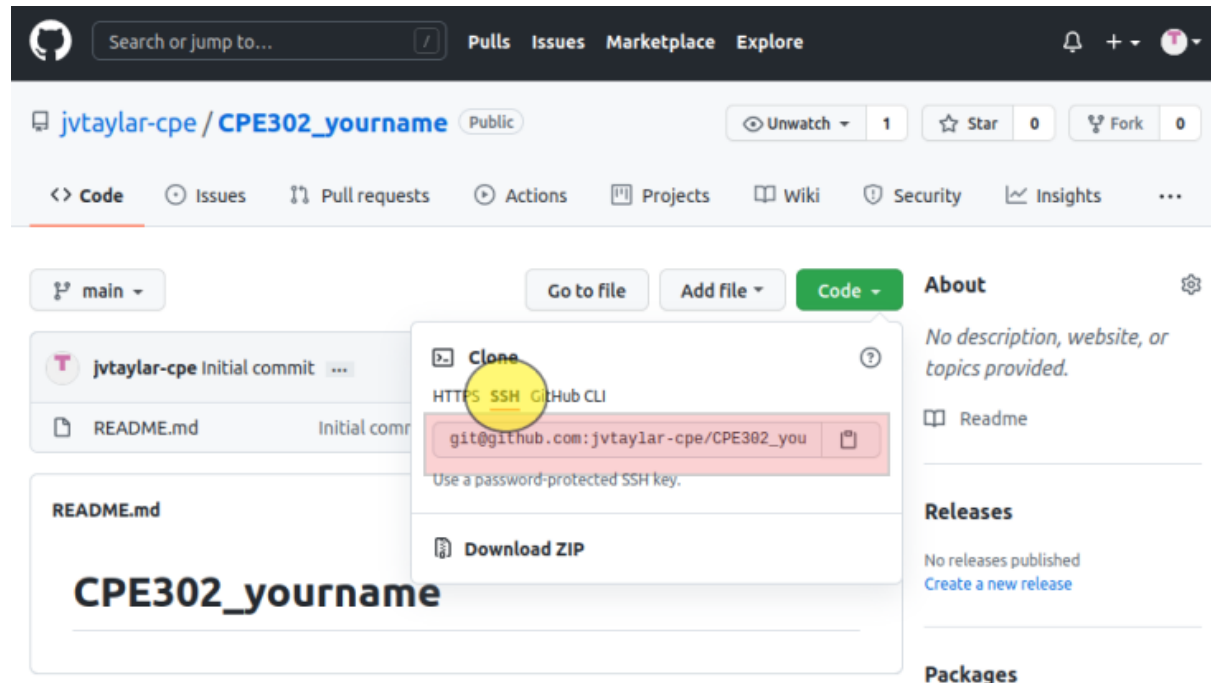 Search or jump to... / Pulls Issues Marketplace Explore
T
jvtaylar-cpe / CPE302_yourname Public Unwatch 1 Star 0 Fork 0
<> Code Issues Pull requests Actions Projects Wiki Security Insights ...
main Go to file Add file Code About
No description, website, or
topics provided.
Readme
T jvtaylar-cpe Initial commit ...
README.md Initial comm
Clone
HTTPS SSH GitHub CLI
git@github.com:jvtaylar-cpe/CPE302_you
Use a password-protected SSH key.
Download ZIP
README.md
CPE302_yourname
Releases
No releases published
Create a new release
Packages